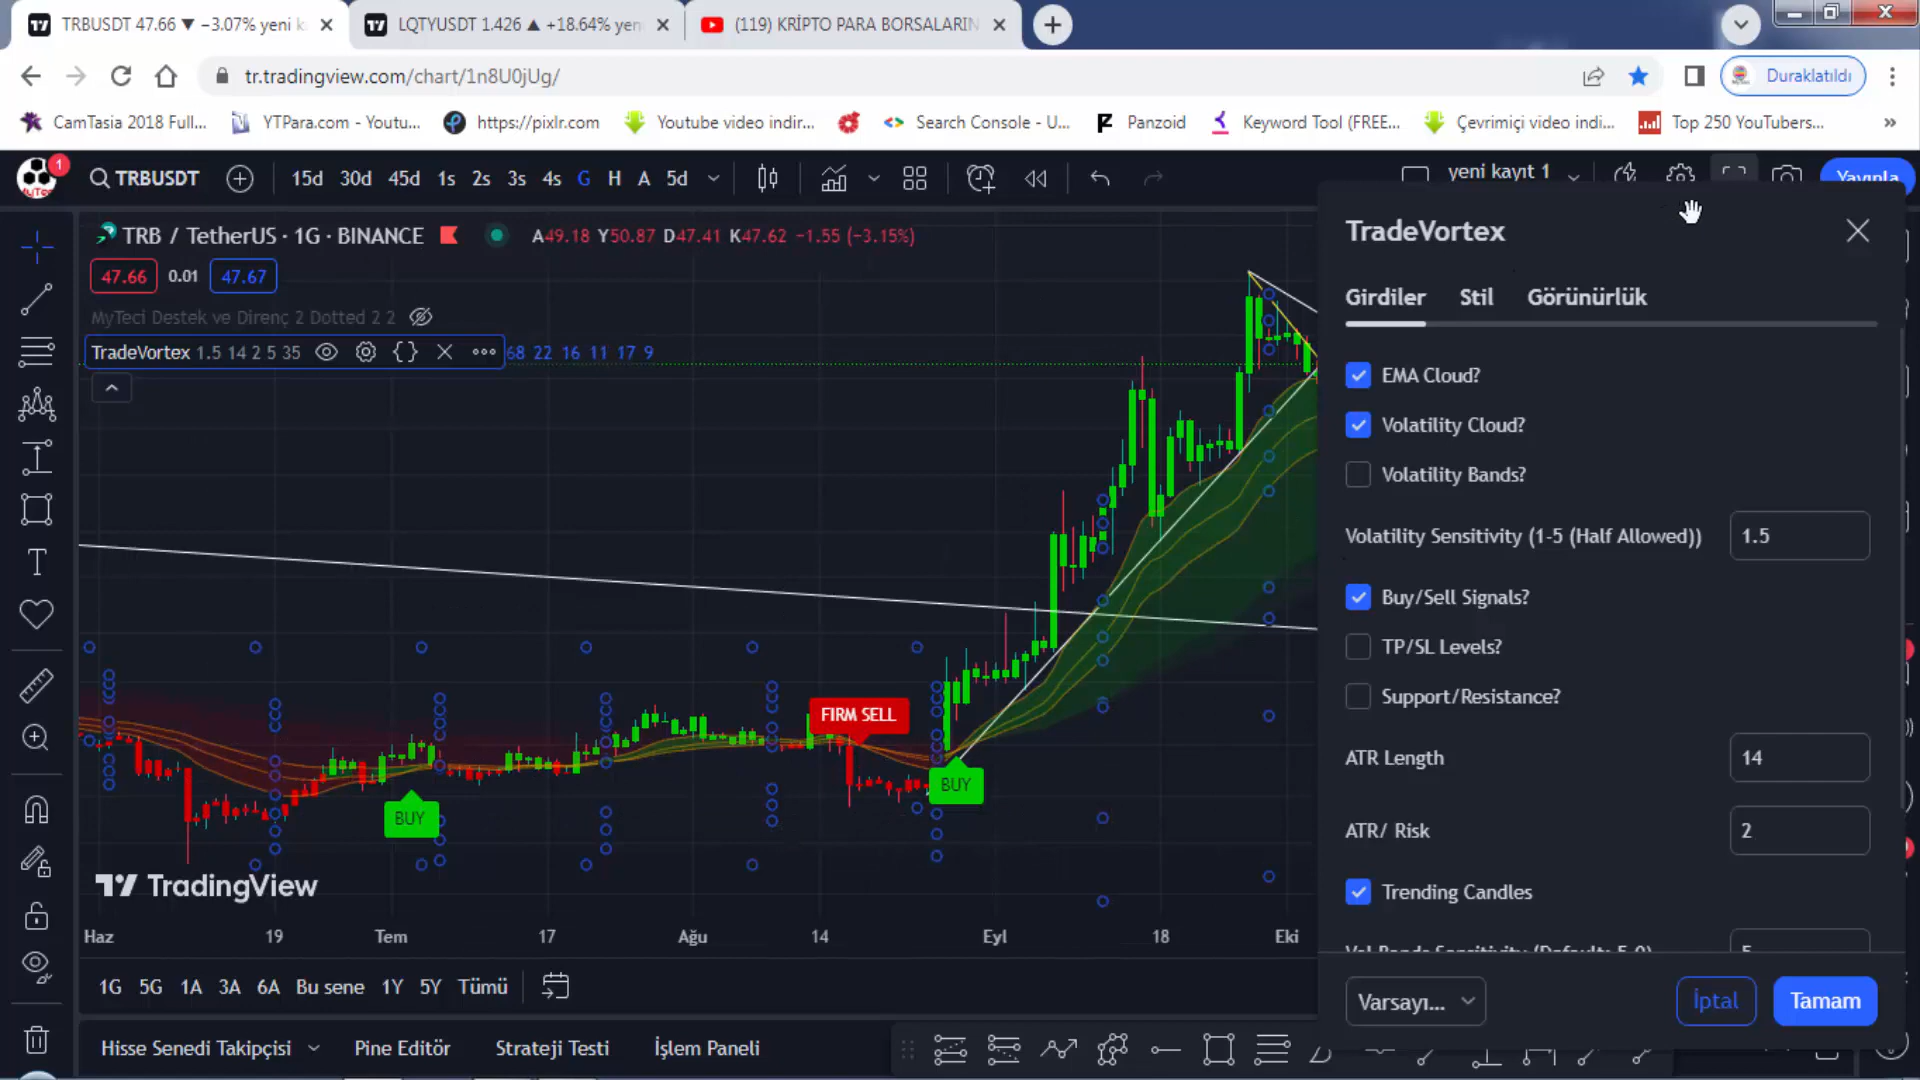 TRBUSDT 47.66 ▼ −3.07% yeni k
LQTYUSDT 1.426 ▲ +18.64% yen
(119) KRİPTO PARA BORSALARIN
tr.tradingview.com/chart/1n8U0jUg/
Duraklatıldı
CamTasia 2018 Full...
YTPara.com - Youtu...
https://pixlr.com
Youtube video indir...
Search Console - U...
Panzoid
Keyword Tool (FREE...
Çevrimiçi video indi...
Top 250 YouTubers...
»
1
TRBUSDT
15d 30d 45d 1s 2s 3s 4s G H A 5d
yeni kayıt 1
Yayınla
TRB / TetherUS · 1G · BINANCE
A49.18 Y50.87 D47.41 K47.62 −1.55 (−3.15%)
47.66 0.01 47.67
MyTeci Destek ve Direnç 2 Dotted 2 2
TradeVortex 1.5 14 2 5 35
68 22 16 11 17 9
FIRM SELL
BUY
BUY
TradingView
Haz 19 Tem 17 Ağu 14 Eyl 18 Eki
1G 5G 1A 3A 6A Bu sene 1Y 5Y Tümü
Hisse Senedi Takipçisi
Pine Editör
Strateji Testi
İşlem Paneli
TradeVortex
Girdiler Stil Görünürlük
EMA Cloud?
Volatility Cloud?
Volatility Bands?
Volatility Sensitivity (1-5 (Half Allowed)) 1.5
Buy/Sell Signals?
TP/SL Levels?
Support/Resistance?
ATR Length 14
ATR/ Risk 2
Trending Candles
Vol Bands Sensitivity (Default: 5.0) 5
Varsayı...
İptal
Tamam